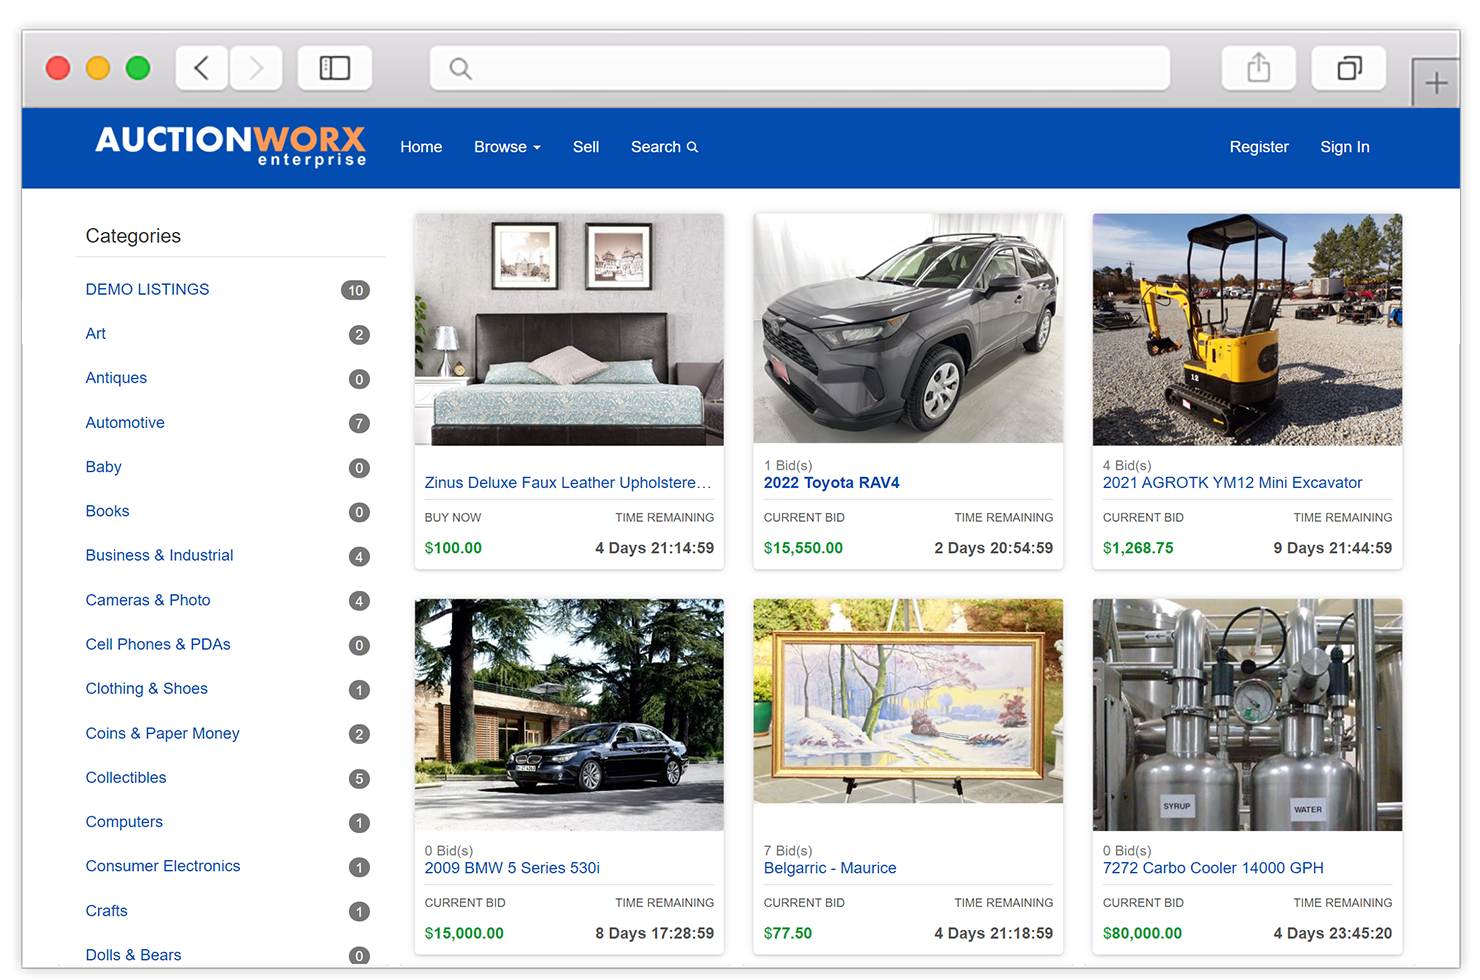 AUCTIONWORX
enterprise
Home Browse Sell Search
Register Sign In
Categories
DEMO LISTINGS 10
Art 2
Antiques 0
Automotive 7
Baby 0
Books 0
Business & Industrial 4
Cameras & Photo 4
Cell Phones & PDAs 0
Clothing & Shoes 1
Coins & Paper Money 2
Collectibles 5
Computers 1
Consumer Electronics 1
Crafts 1
Dolls & Bears 0
Zinus Deluxe Faux Leather Upholstere…
BUY NOW TIME REMAINING
$100.00 4 Days 21:14:59
1 Bid(s)
2022 Toyota RAV4
CURRENT BID TIME REMAINING
$15,550.00 2 Days 20:54:59
12
4 Bid(s)
2021 AGROTK YM12 Mini Excavator
CURRENT BID TIME REMAINING
$1,268.75 9 Days 21:44:59
0 Bid(s)
2009 BMW 5 Series 530i
CURRENT BID TIME REMAINING
$15,000.00 8 Days 17:28:59
7 Bid(s)
Belgarric - Maurice
CURRENT BID TIME REMAINING
$77.50 4 Days 21:18:59
SYRUP
WATER
0 Bid(s)
7272 Carbo Cooler 14000 GPH
CURRENT BID TIME REMAINING
$80,000.00 4 Days 23:45:20